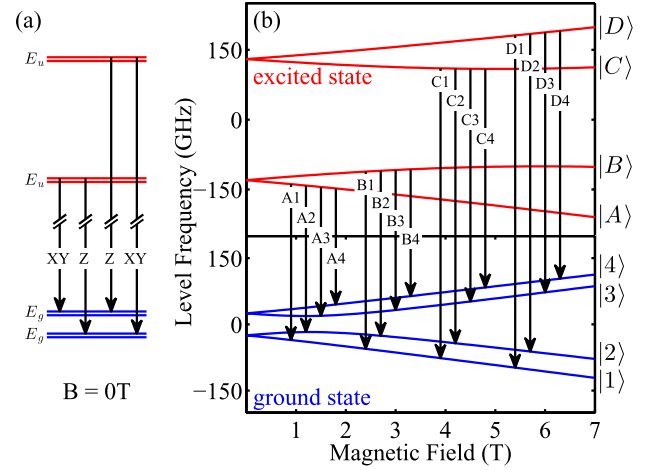 (a)
E_u
E_u
XY Z Z XY
E_g
E_g
B = 0T
(b)
Level Frequency (GHz)
150
0
−150
150
0
−150
excited state
ground state
A1
A2
A3
A4
B1
B2
B3
B4
C1
C2
C3
C4
D1
D2
D3
D4
|D⟩
|C⟩
|B⟩
|A⟩
|4⟩
|3⟩
|2⟩
|1⟩
1 2 3 4 5 6 7
Magnetic Field (T)